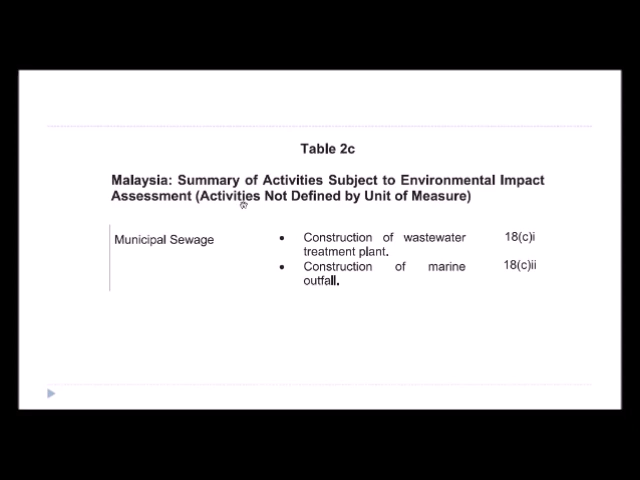 Table 2c
Malaysia: Summary of Activities Subject to Environmental Impact
Assessment (Activities Not Defined by Unit of Measure)
Municipal Sewage
• Construction of wastewater 18(c)i
treatment plant.
• Construction of marine 18(c)ii
outfall.